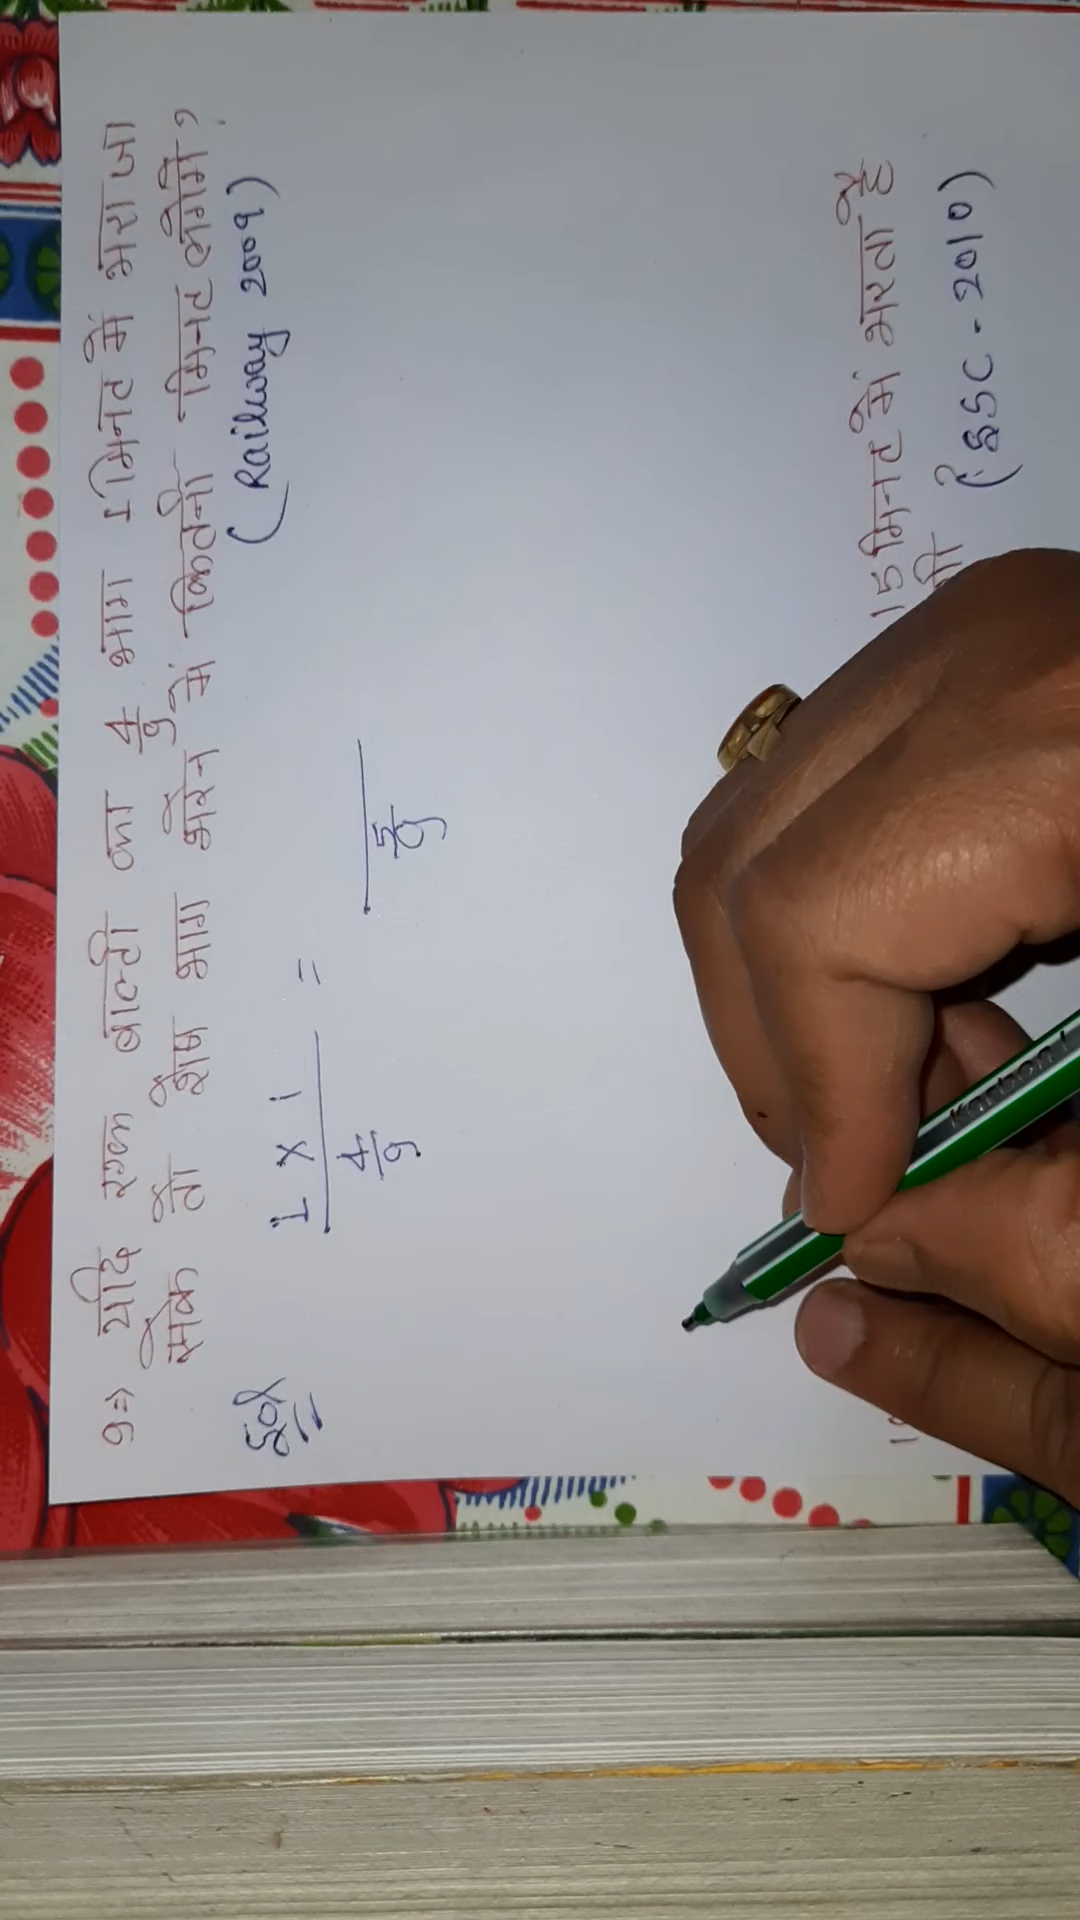 9⇒ यदि एक बाल्टी का 4/9 भाग 1 मिनट में भरा जा
सके तो शेष भाग भरने में कितनी मिनट लगेगे ?
(Railway 2009)
Sol
1 × 1 / 4/9 = / 5/9
15 मिनट में भरता है
(SSC - 2010)